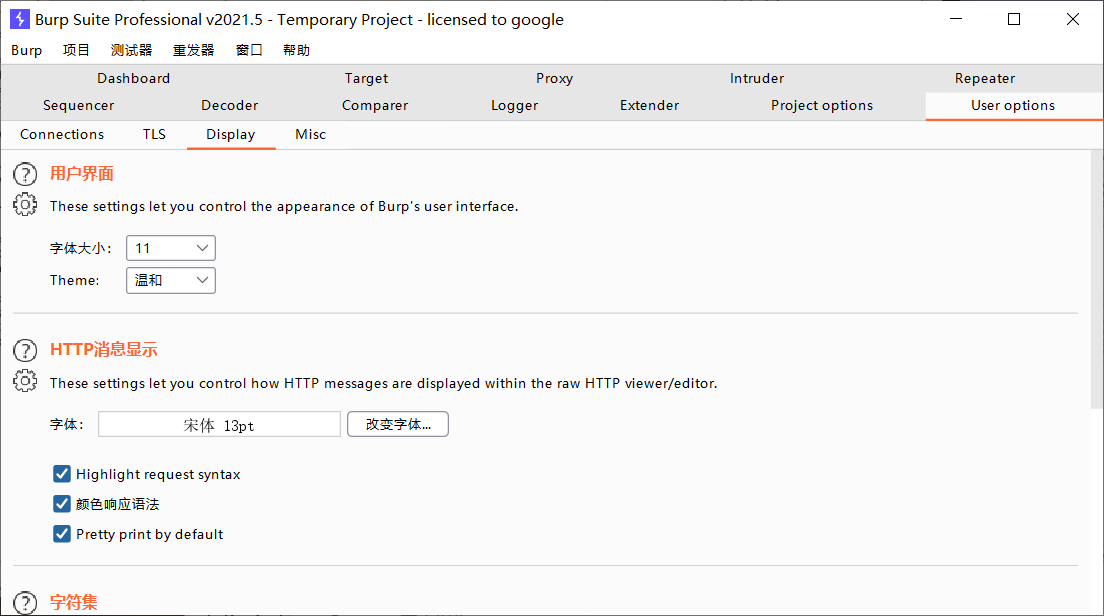 Burp Suite Professional v2021.5 - Temporary Project - licensed to google
Burp 项目 测试器 重发器 窗口 帮助
Dashboard Target Proxy Intruder Repeater
Sequencer Decoder Comparer Logger Extender Project options User options
Connections TLS Display Misc
用户界面
These settings let you control the appearance of Burp's user interface.
字体大小: 11
Theme: 温和
HTTP消息显示
These settings let you control how HTTP messages are displayed within the raw HTTP viewer/editor.
字体: 宋体 13pt 改变字体...
Highlight request syntax
颜色响应语法
Pretty print by default
字符集